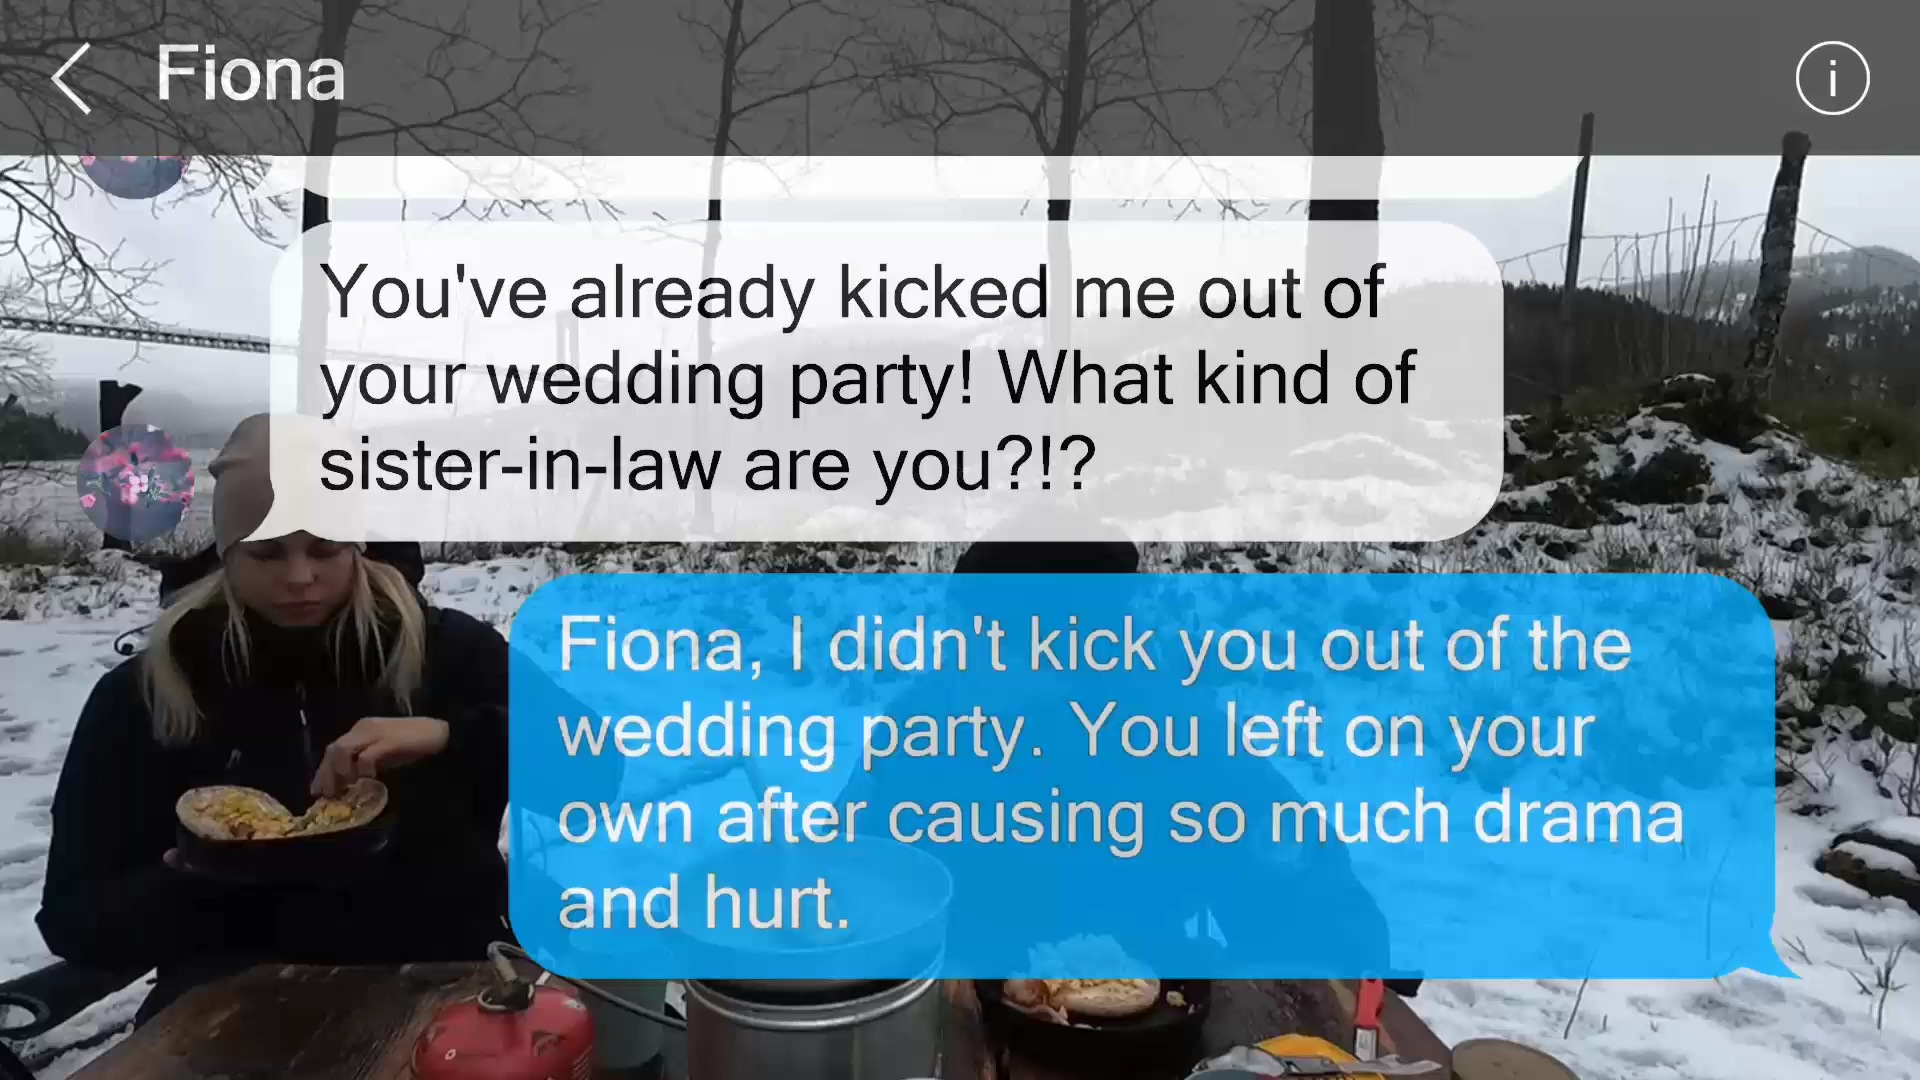 Fiona
i
You've already kicked me out of
your wedding party! What kind of
sister-in-law are you?!?
Fiona, I didn't kick you out of the
wedding party. You left on your
own after causing so much drama
and hurt.